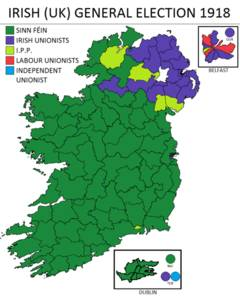 IRISH (UK) GENERAL ELECTION 1918
SINN FÉIN
IRISH UNIONISTS
I.P.P.
LABOUR UNIONISTS
INDEPENDENT
UNIONIST
BELFAST
DUBLIN